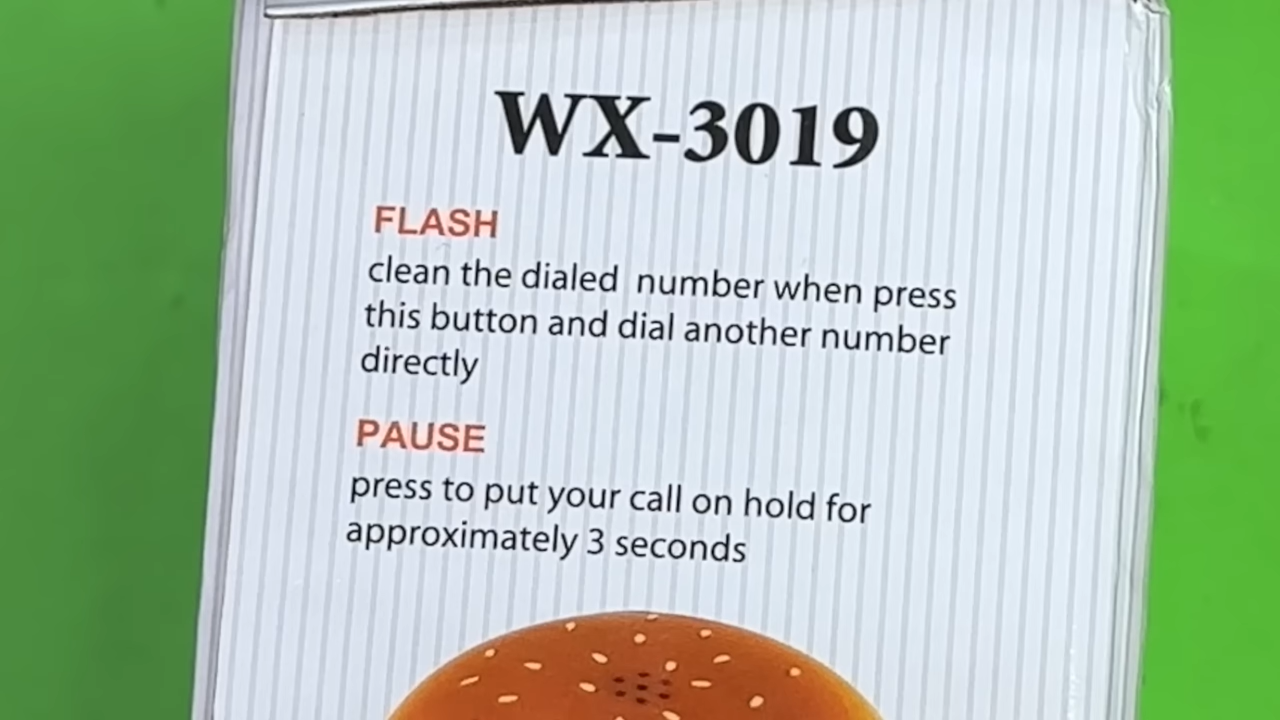 WX-3019
FLASH
clean the dialed number when press
this button and dial another number
directly
PAUSE
press to put your call on hold for
approximately 3 seconds